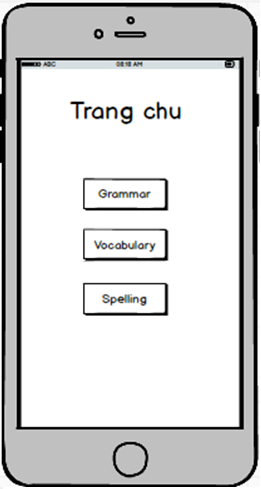 ABC 08:18 AM
Trang chu
Grammar
Vocabulary
Spelling